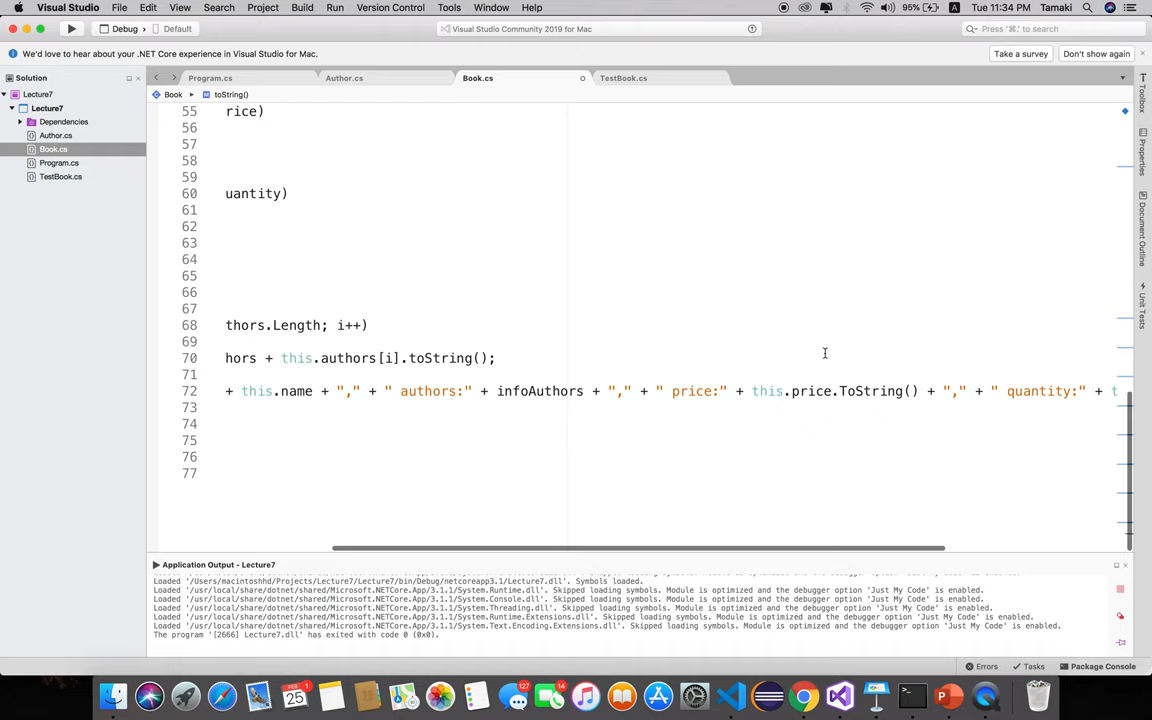 Visual Studio File Edit View Search Project Build Run Version Control Tools Window Help 95% Tue 11:34 PM Tamaki
Debug Default Visual Studio Community 2019 for Mac Press '⌘.' to search
We'd love to hear about your .NET Core experience in Visual Studio for Mac. Take a survey Don't show again
Solution Program.cs Author.cs Book.cs TestBook.cs
Lecture7 Book toString()
Lecture7
Dependencies
Author.cs
Book.cs
Program.cs
TestBook.cs
55 rice)
56
57
58
59
60 uantity)
61
62
63
64
65
66
67
68 thors.Length; i++)
69
70 hors + this.authors[i].toString();
71
72 + this.name + "," + " authors:" + infoAuthors + "," + " price:" + this.price.ToString() + "," + " quantity:" + t
73
74
75
76
77
Toolbox
Properties
Document Outline
Unit Tests
Application Output - Lecture7
Loaded '/Users/macintoshhd/Projects/Lecture7/Lecture7/bin/Debug/netcoreapp3.1/Lecture7.dll'. Symbols loaded.
Loaded '/usr/local/share/dotnet/shared/Microsoft.NETCore.App/3.1.1/System.Runtime.dll'. Skipped loading symbols. Module is optimized and the debugger option 'Just My Code' is enabled.
Loaded '/usr/local/share/dotnet/shared/Microsoft.NETCore.App/3.1.1/System.Console.dll'. Skipped loading symbols. Module is optimized and the debugger option 'Just My Code' is enabled.
Loaded '/usr/local/share/dotnet/shared/Microsoft.NETCore.App/3.1.1/System.Threading.dll'. Skipped loading symbols. Module is optimized and the debugger option 'Just My Code' is enabled.
Loaded '/usr/local/share/dotnet/shared/Microsoft.NETCore.App/3.1.1/System.Runtime.Extensions.dll'. Skipped loading symbols. Module is optimized and the debugger option 'Just My Code' is enabled.
Loaded '/usr/local/share/dotnet/shared/Microsoft.NETCore.App/3.1.1/System.Text.Encoding.Extensions.dll'. Skipped loading symbols. Module is optimized and the debugger option 'Just My Code' is enabled.
The program '[2666] Lecture7.dll' has exited with code 0 (0x0).
Errors Tasks Package Console
FEB 1
25
127
14